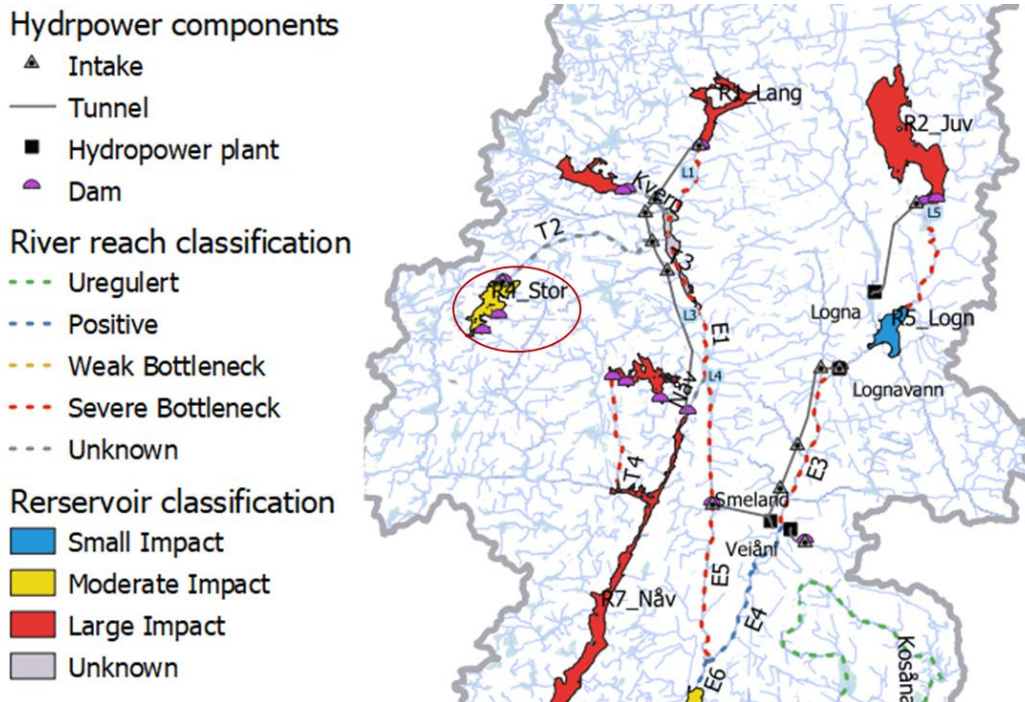 Hydrpower components
Intake
Tunnel
Hydropower plant
Dam
River reach classification
Uregulert
Positive
Weak Bottleneck
Severe Bottleneck
Unknown
Rerservoir classification
Small Impact
Moderate Impact
Large Impact
Unknown
R1_Lang
R2_Juv
L1
Kvern
L5
T2
T3
R4_Stor
L3
E1
Logna
R5_Logn
L4
Nåv
Lognavann
T4
E3
Smeland
Veiånf
E5
R7_Nåv
E4
Kosåna
E6